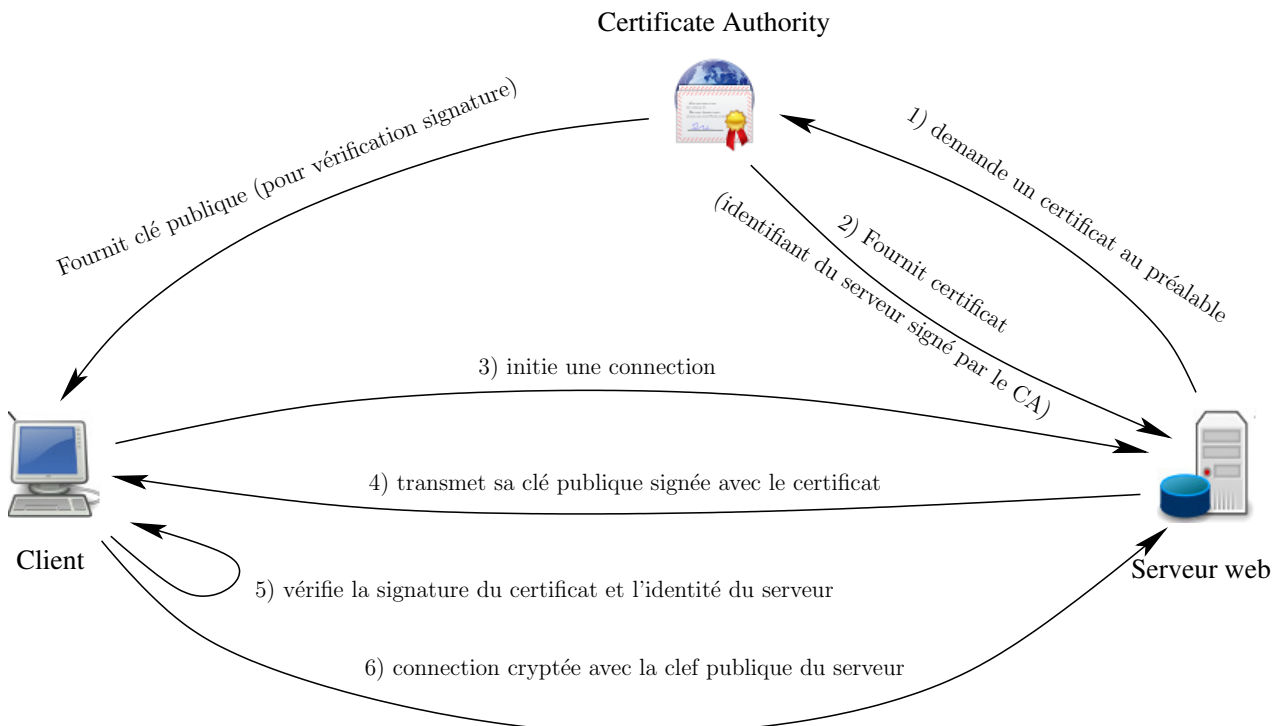 Certificate Authority
Fournit clé publique (pour vérification signature)
1) demande un certificat au préalable
2) Fournit certificat
(identifiant du serveur signé par le CA)
3) initie une connection
4) transmet sa clé publique signée avec le certificat
Client
Serveur web
5) vérifie la signature du certificat et l'identité du serveur
6) connection cryptée avec la clef publique du serveur